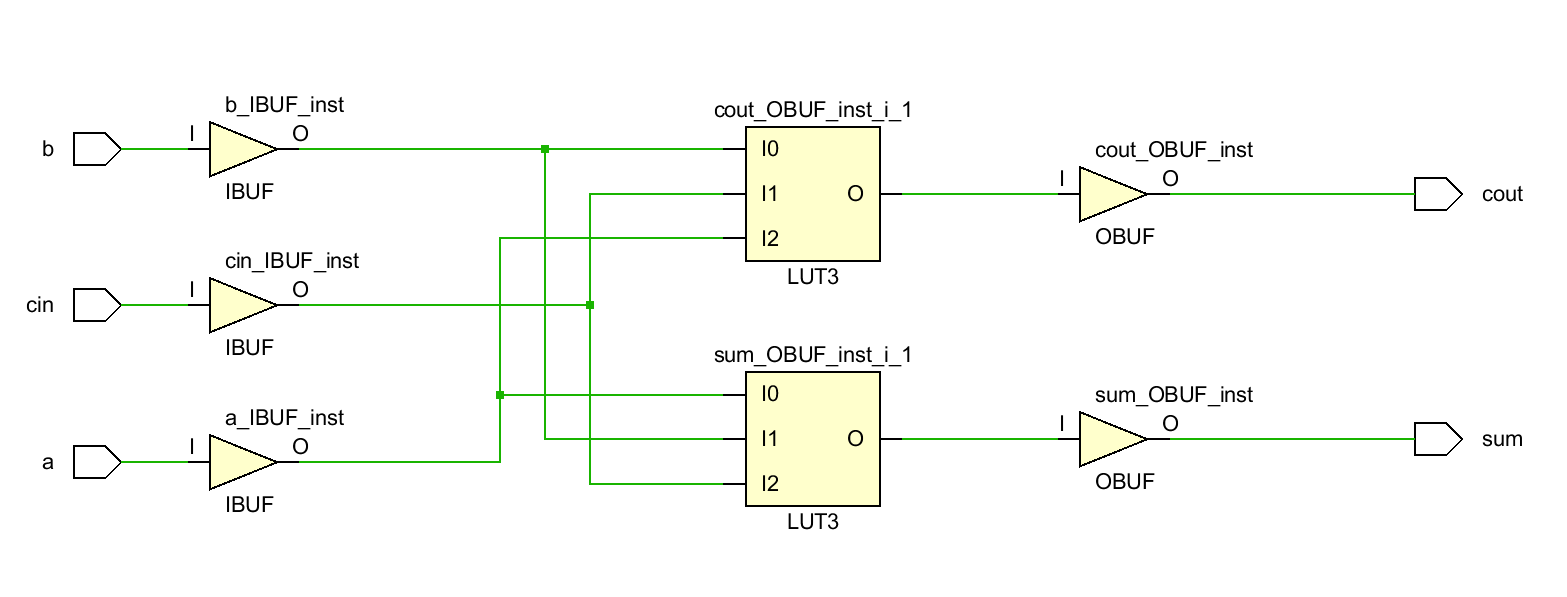 b
I
b_IBUF_inst
O
IBUF
cin
I
cin_IBUF_inst
O
IBUF
a
I
a_IBUF_inst
O
IBUF
cout_OBUF_inst_i_1
I0
I1
I2
O
LUT3
sum_OBUF_inst_i_1
I0
I1
I2
O
LUT3
cout_OBUF_inst
I
O
OBUF
cout
sum_OBUF_inst
I
O
OBUF
sum